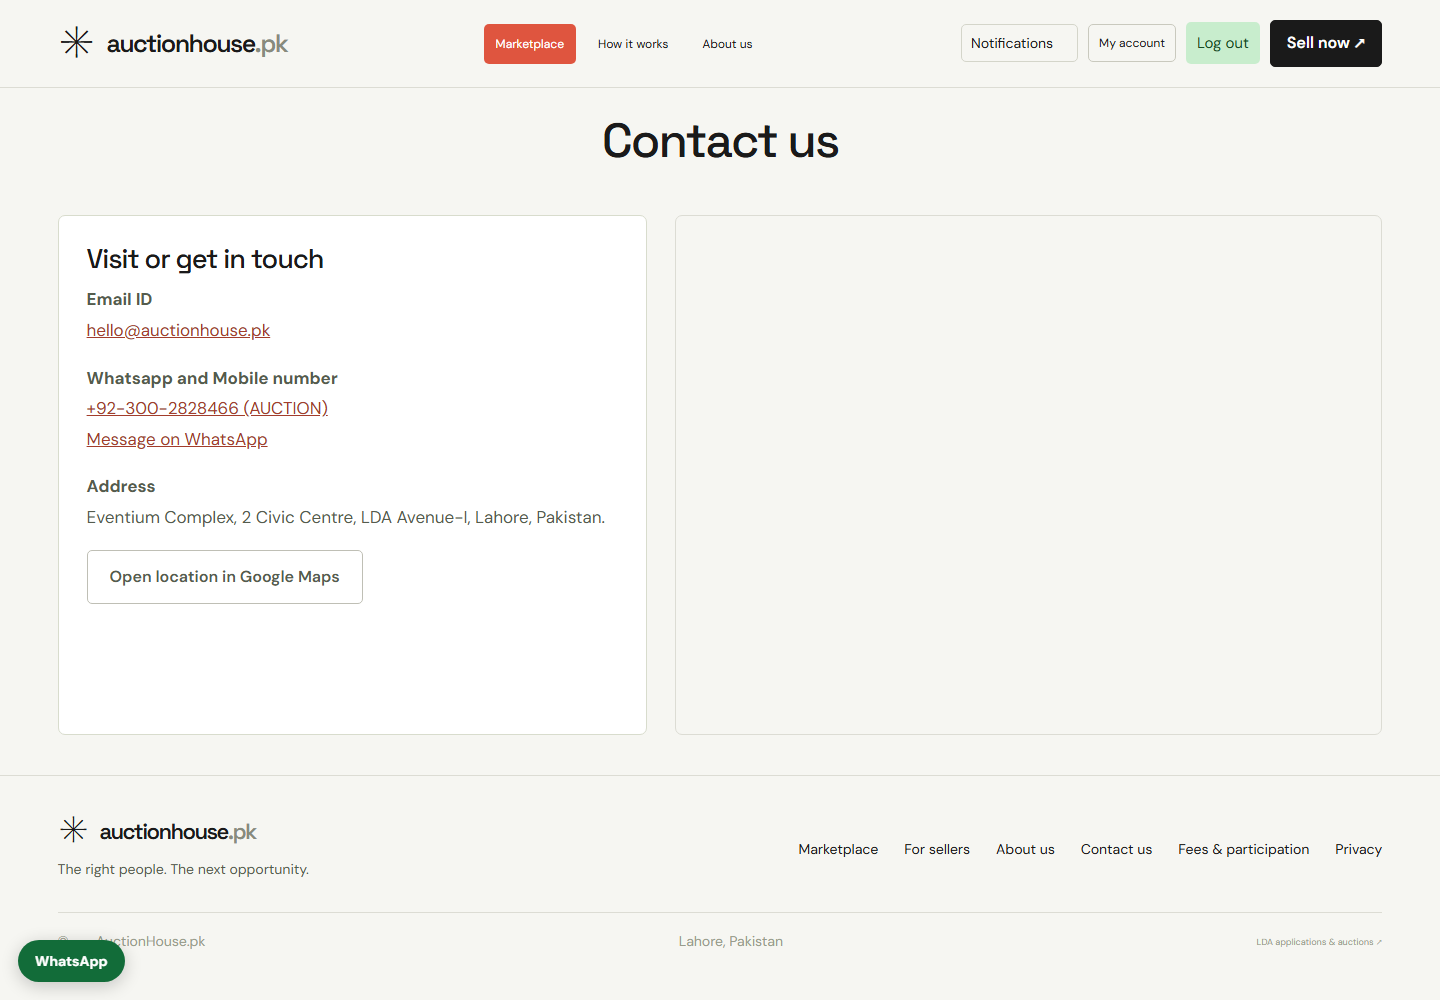 auctionhouse.pk
Marketplace
How it works
About us
Notifications
My account
Log out
Sell now ↗
Contact us
Visit or get in touch
Email ID
hello@auctionhouse.pk
Whatsapp and Mobile number
+92-300-2828466 (AUCTION)
Message on WhatsApp
Address
Eventium Complex, 2 Civic Centre, LDA Avenue-I, Lahore, Pakistan.
Open location in Google Maps
auctionhouse.pk
The right people. The next opportunity.
Marketplace
For sellers
About us
Contact us
Fees & participation
Privacy
AuctionHouse.pk
Lahore, Pakistan
LDA applications & auctions ↗
WhatsApp